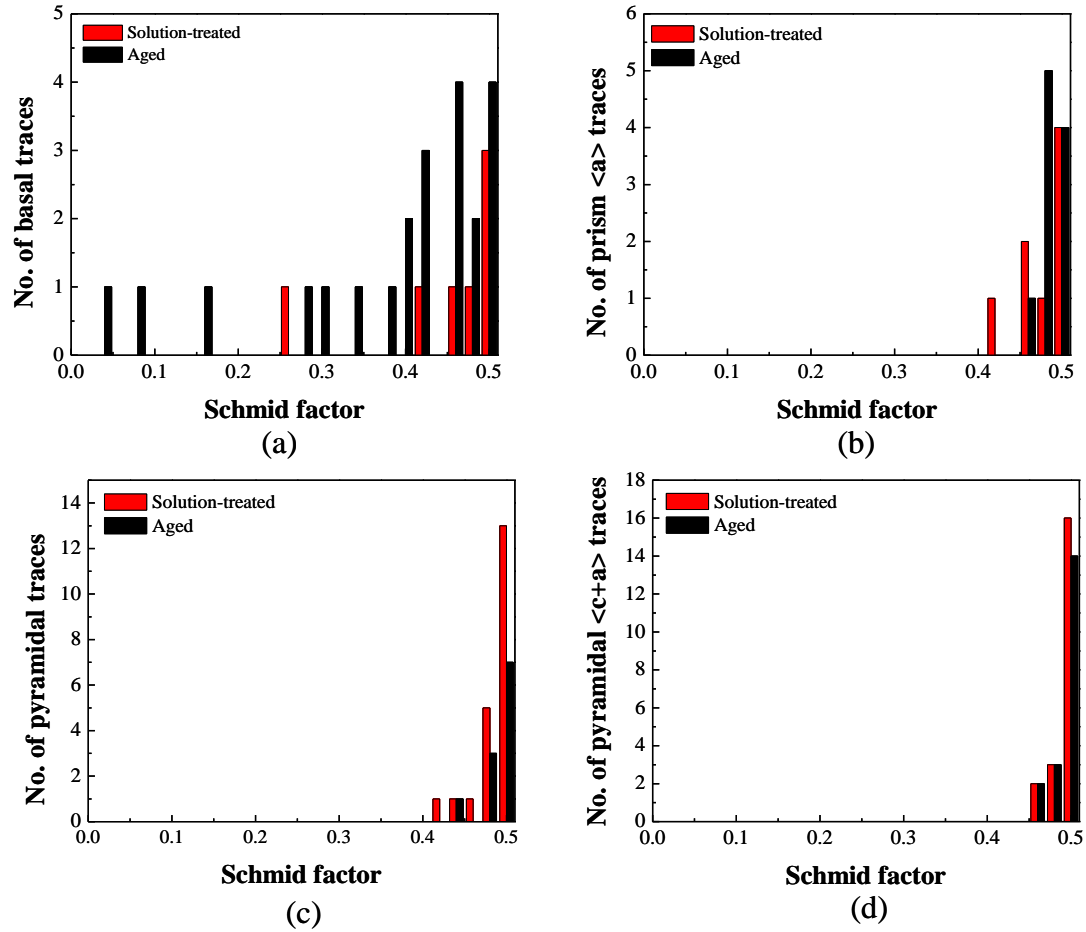 5
4
3
2
1
0
No. of basal traces
Solution-treated
Aged
0.0 0.1 0.2 0.3 0.4 0.5
Schmid factor
(a)
6
5
4
3
2
1
0
No. of prism <a> traces
Solution-treated
Aged
0.0 0.1 0.2 0.3 0.4 0.5
Schmid factor
(b)
14
12
10
8
6
4
2
0
No. of pyramidal traces
Solution-treated
Aged
0.0 0.1 0.2 0.3 0.4 0.5
Schmid factor
(c)
18
16
14
12
10
8
6
4
2
0
No. of pyramidal <c+a> traces
Solution-treated
Aged
0.0 0.1 0.2 0.3 0.4 0.5
Schmid factor
(d)